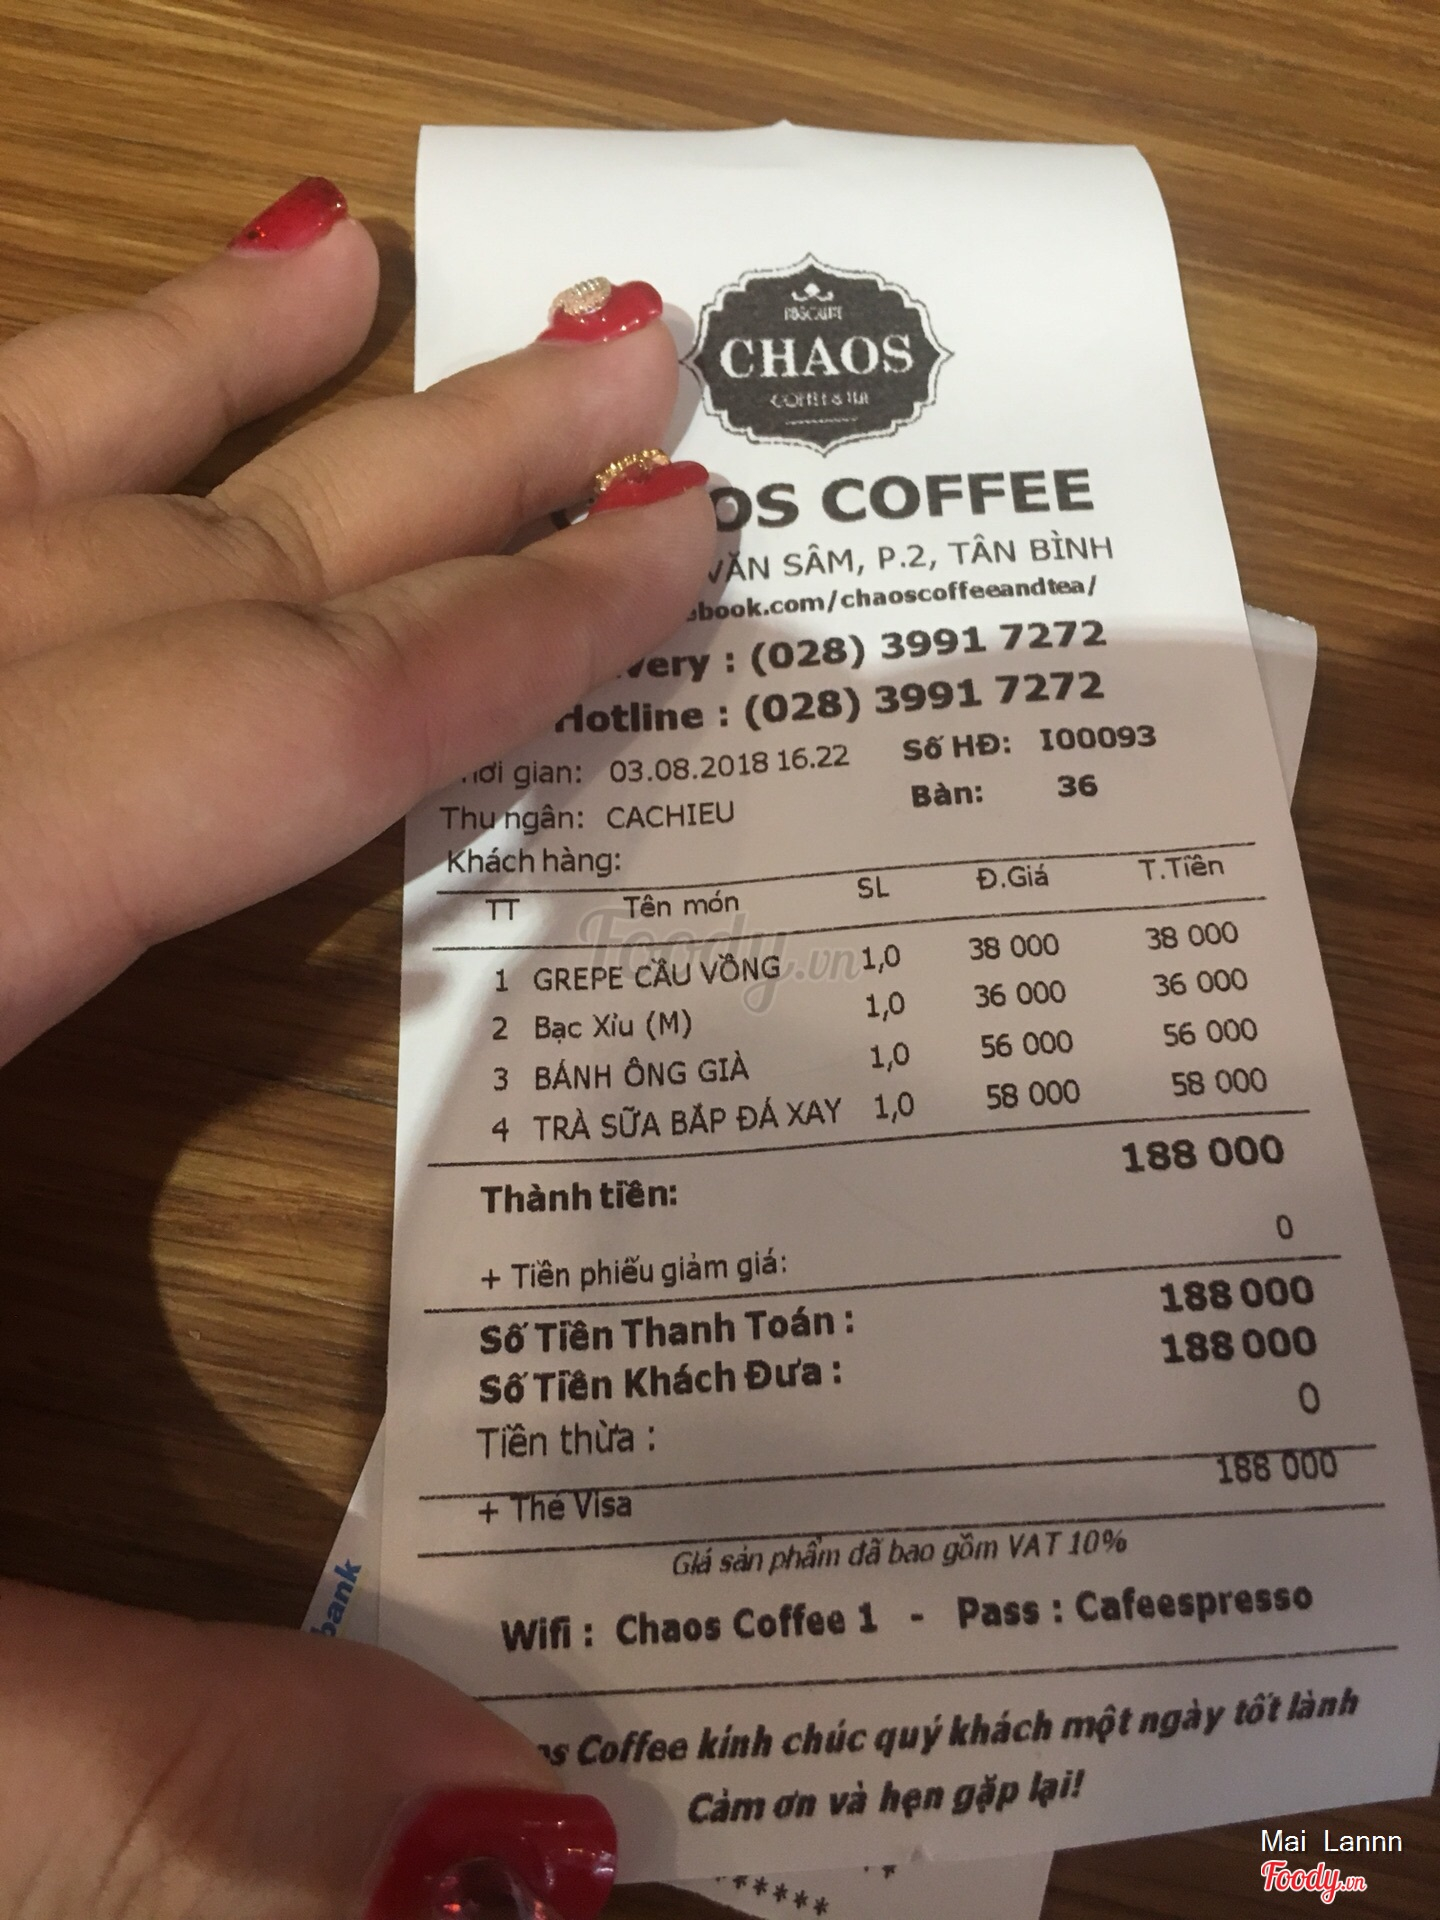 CHAOS
COFFEE & TEA
OS COFFEE
VĂN SÂM, P.2, TÂN BÌNH
ebook.com/chaoscoffeeandtea/
very : (028) 3991 7272
Hotline : (028) 3991 7272
hời gian: 03.08.2018 16.22 Số HĐ: I00093
Thu ngân: CACHIEU Bàn: 36
Khách hàng:
TT Tên món SL Đ.Giá T.Tiền
1 GREPE CẦU VỒNG 1,0 38 000 38 000
2 Bạc Xỉu (M) 1,0 36 000 36 000
3 BÁNH ÔNG GIÀ 1,0 56 000 56 000
4 TRÀ SỮA BẮP ĐÁ XAY 1,0 58 000 58 000
Thành tiền: 188 000
+ Tiền phiếu giảm giá: 0
Số Tiền Thanh Toán : 188 000
Số Tiền Khách Đưa : 188 000
Tiền thừa : 0
+ Thẻ Visa 188 000
Giá sản phẩm đã bao gồm VAT 10%
Wifi : Chaos Coffee 1 - Pass : Cafeespresso
os Coffee kính chúc quý khách một ngày tốt lành
Cảm ơn và hẹn gặp lại!
bank
******
Foody.vn
Mai Lannn
Foody.vn